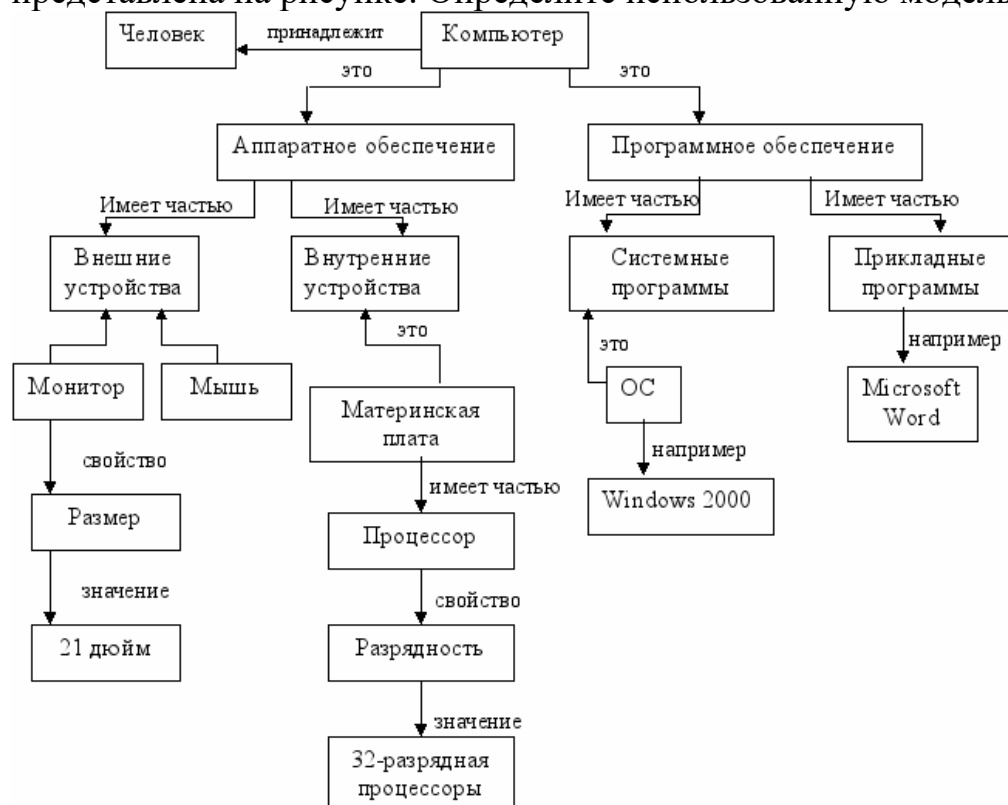 представлена на рисунке. Определите использованную модель
Человек
принадлежит
Компьютер
это
это
Аппаратное обеспечение
Программное обеспечение
Имеет частью
Имеет частью
Имеет частью
Имеет частью
Внешние
устройства
Внутренние
устройства
Системные
программы
Прикладные
программы
это
это
например
Монитор
Мышь
Материнская
плата
ОС
Microsoft
Word
свойство
имеет частью
например
Размер
Процессор
Windows 2000
значение
свойство
21 дюйм
Разрядность
значение
32-разрядная
процессоры